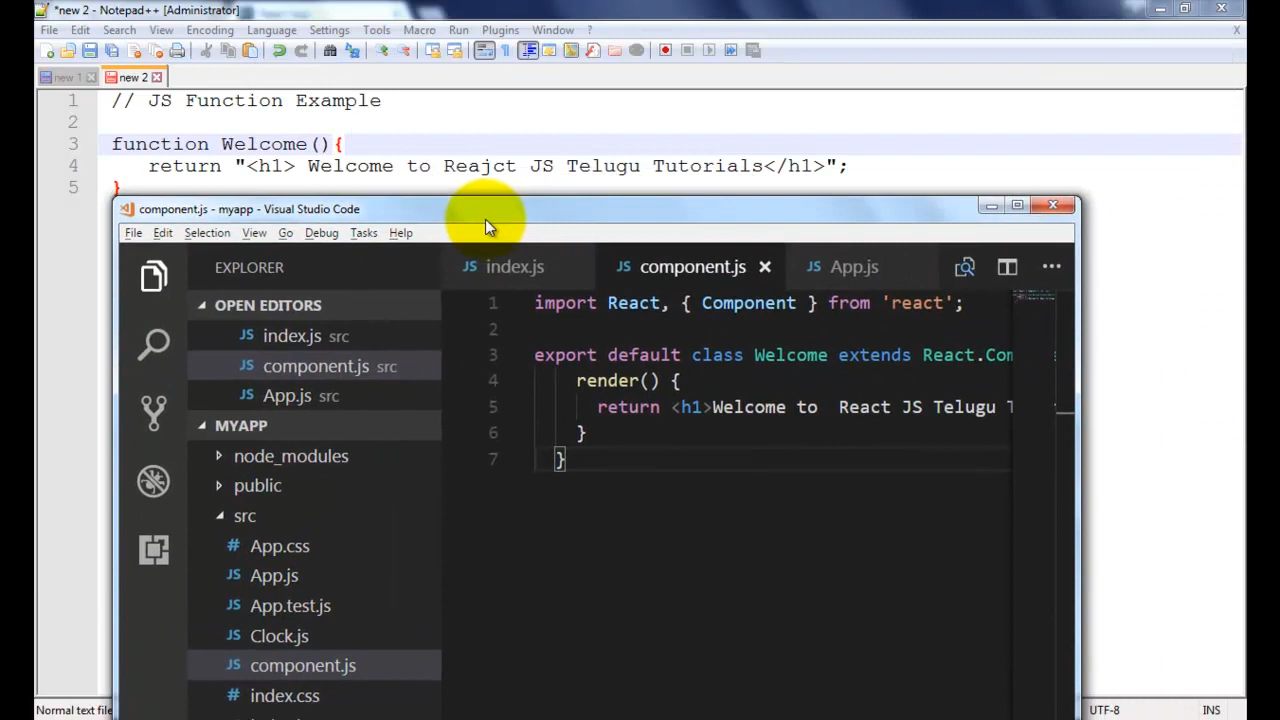 *new 2 - Notepad++ [Administrator]
File Edit Search View Encoding Language Settings Tools Macro Run Plugins Window X
new 1 new 2
1 // JS Function Example
2
3 function Welcome(){
4 return "<h1> Welcome to Reajct JS Telugu Tutorials</h1>";
5 }
component.js - myapp - Visual Studio Code
File Edit Selection View Go Debug Tasks Help
EXPLORER
OPEN EDITORS
JS index.js src
JS component.js src
JS App.js src
MYAPP
node_modules
public
src
# App.css
JS App.js
JS App.test.js
JS Clock.js
JS component.js
# index.css
JS index.js JS component.js JS App.js
1 import React, { Component } from 'react';
2
3 export default class Welcome extends React.Com
4 render() {
5 return <h1>Welcome to  React JS Telugu T
6 }
7 }
Normal text file UTF-8 INS